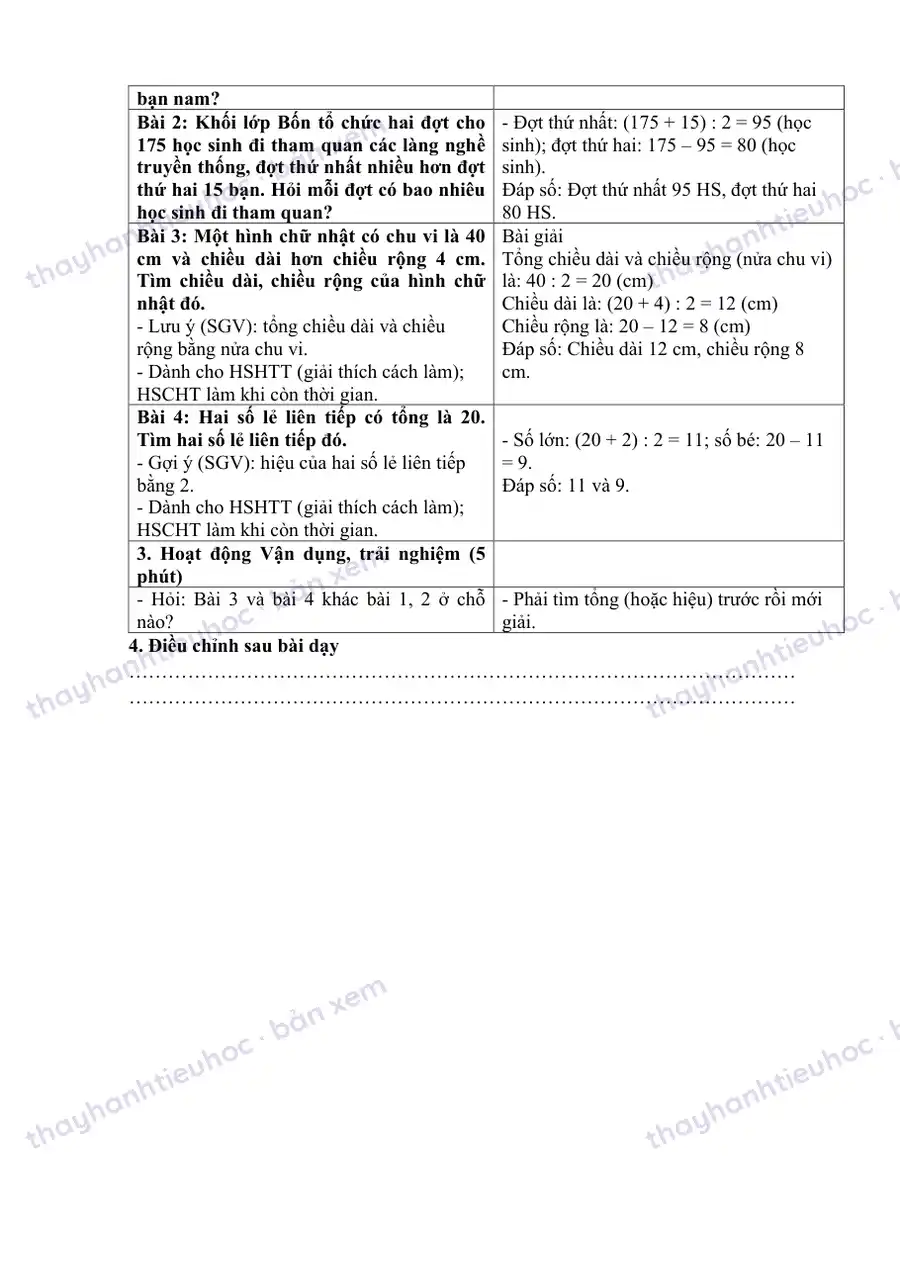 bạn nam?
Bài 2: Khối lớp Bốn tổ chức hai đợt cho
175 học sinh đi tham quan các làng nghề
truyền thống, đợt thứ nhất nhiều hơn đợt
thứ hai 15 bạn. Hỏi mỗi đợt có bao nhiêu
học sinh đi tham quan?
- Đợt thứ nhất: (175 + 15) : 2 = 95 (học
sinh); đợt thứ hai: 175 – 95 = 80 (học
sinh).
Đáp số: Đợt thứ nhất 95 HS, đợt thứ hai
80 HS.
Bài 3: Một hình chữ nhật có chu vi là 40
cm và chiều dài hơn chiều rộng 4 cm.
Tìm chiều dài, chiều rộng của hình chữ
nhật đó.
- Lưu ý (SGV): tổng chiều dài và chiều
rộng bằng nửa chu vi.
- Dành cho HSHTT (giải thích cách làm);
HSCHT làm khi còn thời gian.
Bài giải
Tổng chiều dài và chiều rộng (nửa chu vi)
là: 40 : 2 = 20 (cm)
Chiều dài là: (20 + 4) : 2 = 12 (cm)
Chiều rộng là: 20 – 12 = 8 (cm)
Đáp số: Chiều dài 12 cm, chiều rộng 8
cm.
Bài 4: Hai số lẻ liên tiếp có tổng là 20.
Tìm hai số lẻ liên tiếp đó.
- Gợi ý (SGV): hiệu của hai số lẻ liên tiếp
bằng 2.
- Dành cho HSHTT (giải thích cách làm);
HSCHT làm khi còn thời gian.
- Số lớn: (20 + 2) : 2 = 11; số bé: 20 – 11
= 9.
Đáp số: 11 và 9.
3. Hoạt động Vận dụng, trải nghiệm (5
phút)
- Hỏi: Bài 3 và bài 4 khác bài 1, 2 ở chỗ
nào?
- Phải tìm tổng (hoặc hiệu) trước rồi mới
giải.
4. Điều chỉnh sau bài dạy
……………………………………………………………………………………
……………………………………………………………………………………
thayhanhtieuhoc · bản xem
thayhanhtieuhoc · b
thayhanhtieuhoc · bản xem
thayhanhtieuhoc · b
thayhanhtieuhoc · bản xem
thayhanhtieuhoc · b